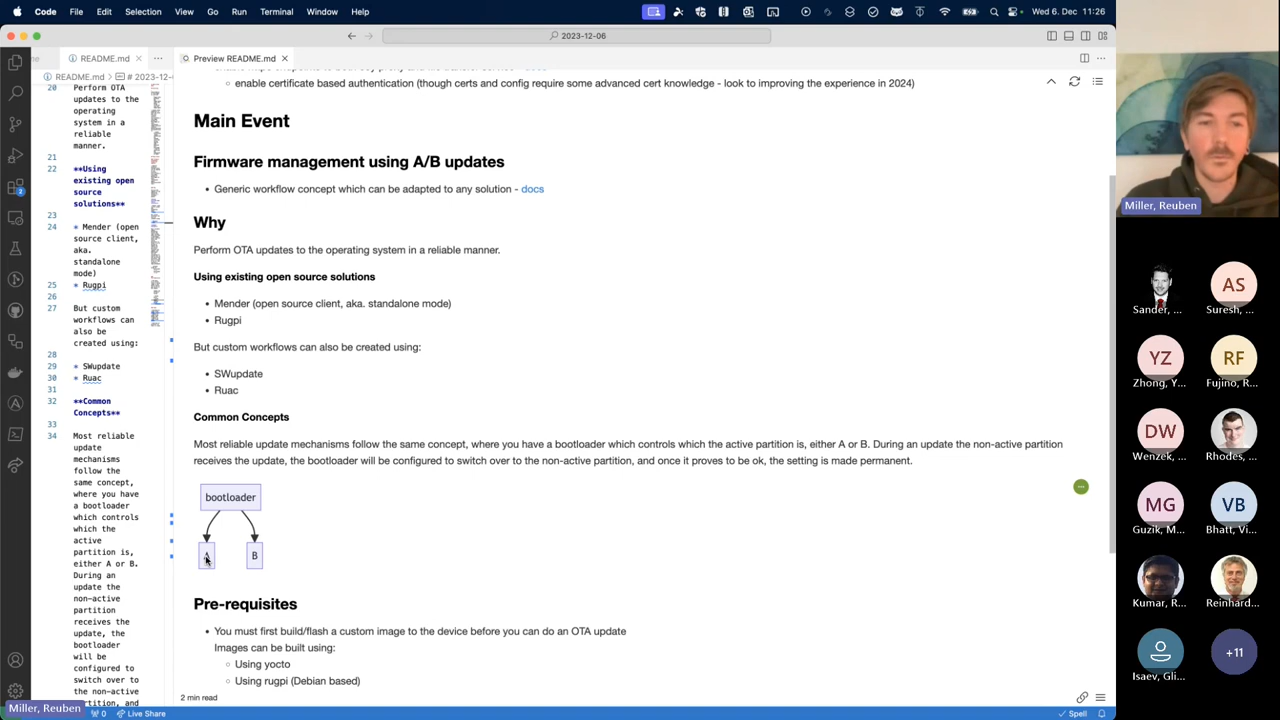 Code File Edit Selection View Go Run Terminal Window Help
Wed 6. Dec 11:26
2023-12-06
README.md
Preview README.md
README.md # 2023-12-
20 Perform OTA
updates to the
operating
system in a
reliable
manner.
21
22 **Using
existing open
source
solutions**
23
24 * Mender (open
source client,
aka.
standalone
mode)
25 * Rugpi
26
27 But custom
workflows can
also be
created using:
28
29 * SWupdate
30 * Ruac
31
32 **Common
Concepts**
33
34 Most reliable
update
mechanisms
follow the
same concept,
where you have
a bootloader
which controls
which the
active
partition is,
either A or B.
During an
update the
non-active
partition
receives the
update, the
bootloader
will be
configured to
switch over to
the non-active
partition, and
enable certificate based authentication (though certs and config require some advanced cert knowledge - look to improving the experience in 2024)
Main Event
Firmware management using A/B updates
• Generic workflow concept which can be adapted to any solution - docs
Why
Perform OTA updates to the operating system in a reliable manner.
Using existing open source solutions
• Mender (open source client, aka. standalone mode)
• Rugpi
But custom workflows can also be created using:
• SWupdate
• Ruac
Common Concepts
Most reliable update mechanisms follow the same concept, where you have a bootloader which controls which the active partition is, either A or B. During an update the non-active partition
receives the update, the bootloader will be configured to switch over to the non-active partition, and once it proves to be ok, the setting is made permanent.
bootloader
A B
Pre-requisites
• You must first build/flash a custom image to the device before you can do an OTA update
Images can be built using:
Using yocto
Using rugpi (Debian based)
2 min read
Miller, Reuben
0 Live Share
Spell
2
Miller, Reuben
AS
Sander, ... Suresh, ...
YZ RF
Zhong, Y... Fujino, R...
DW
Wenzek, ... Rhodes, ...
MG VB
Guzik, M... Bhatt, Vi...
Kumar, R... Reinhard...
+11
Isaev, Gli...